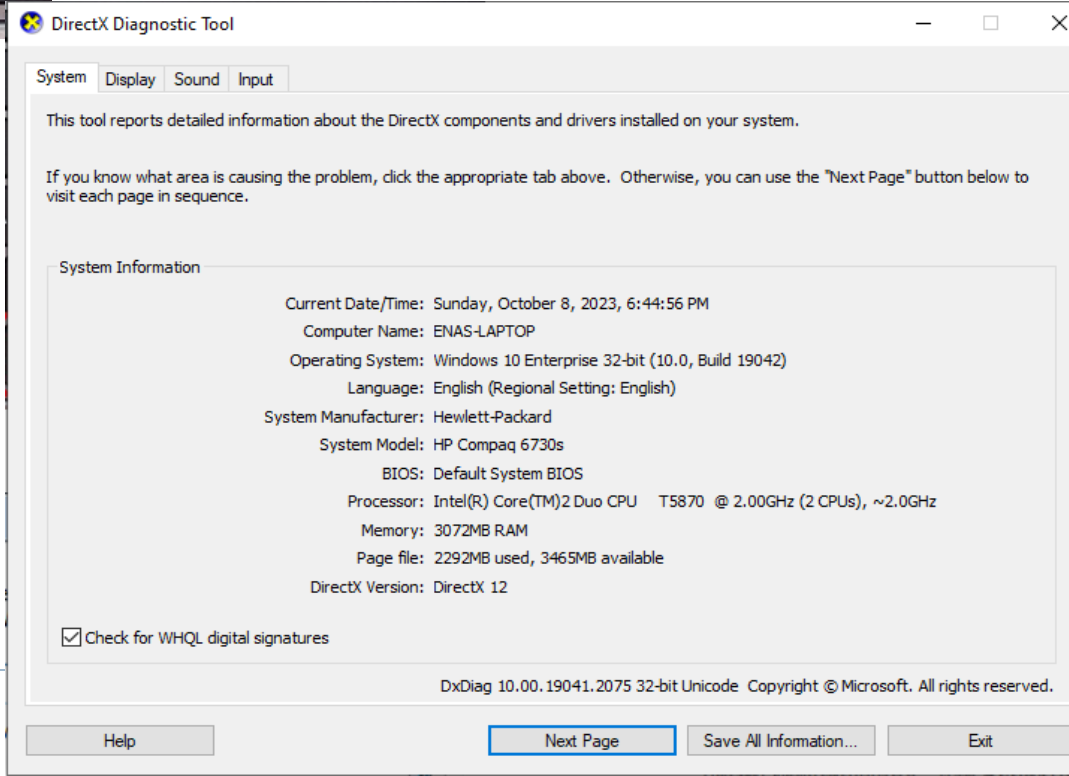 DirectX Diagnostic Tool
System Display Sound Input
This tool reports detailed information about the DirectX components and drivers installed on your system.
If you know what area is causing the problem, click the appropriate tab above.  Otherwise, you can use the "Next Page" button below to
visit each page in sequence.
System Information
Current Date/Time: Sunday, October 8, 2023, 6:44:56 PM
Computer Name: ENAS-LAPTOP
Operating System: Windows 10 Enterprise 32-bit (10.0, Build 19042)
Language: English (Regional Setting: English)
System Manufacturer: Hewlett-Packard
System Model: HP Compaq 6730s
BIOS: Default System BIOS
Processor: Intel(R) Core(TM)2 Duo CPU     T5870  @ 2.00GHz (2 CPUs), ~2.0GHz
Memory: 3072MB RAM
Page file: 2292MB used, 3465MB available
DirectX Version: DirectX 12
Check for WHQL digital signatures
DxDiag 10.00.19041.2075 32-bit Unicode  Copyright © Microsoft. All rights reserved.
Help Next Page Save All Information... Exit